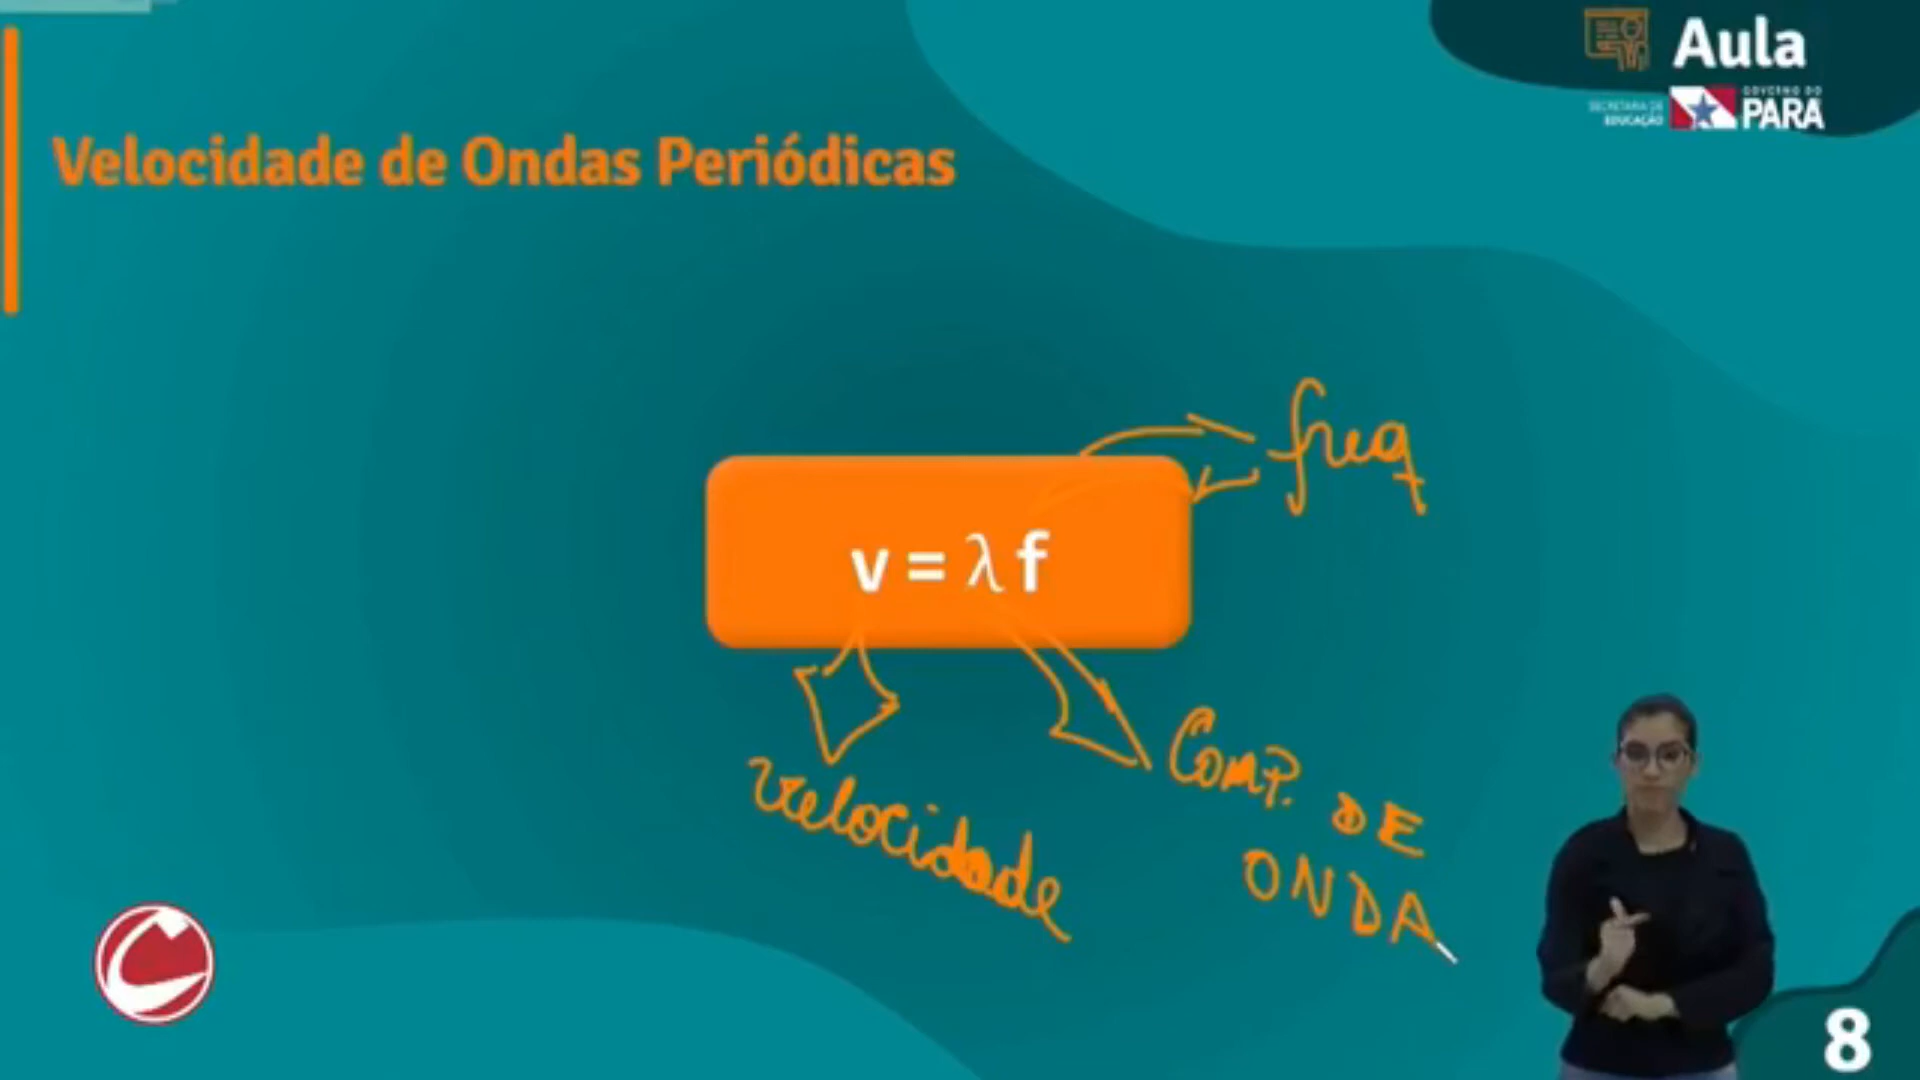 Aula
SECRETARIA DE
EDUCAÇÃO
GOVERNO DO
PARÁ
Velocidade de Ondas Periódicas
freq
v = λ f
velocidade
COMP. DE
ONDA
8